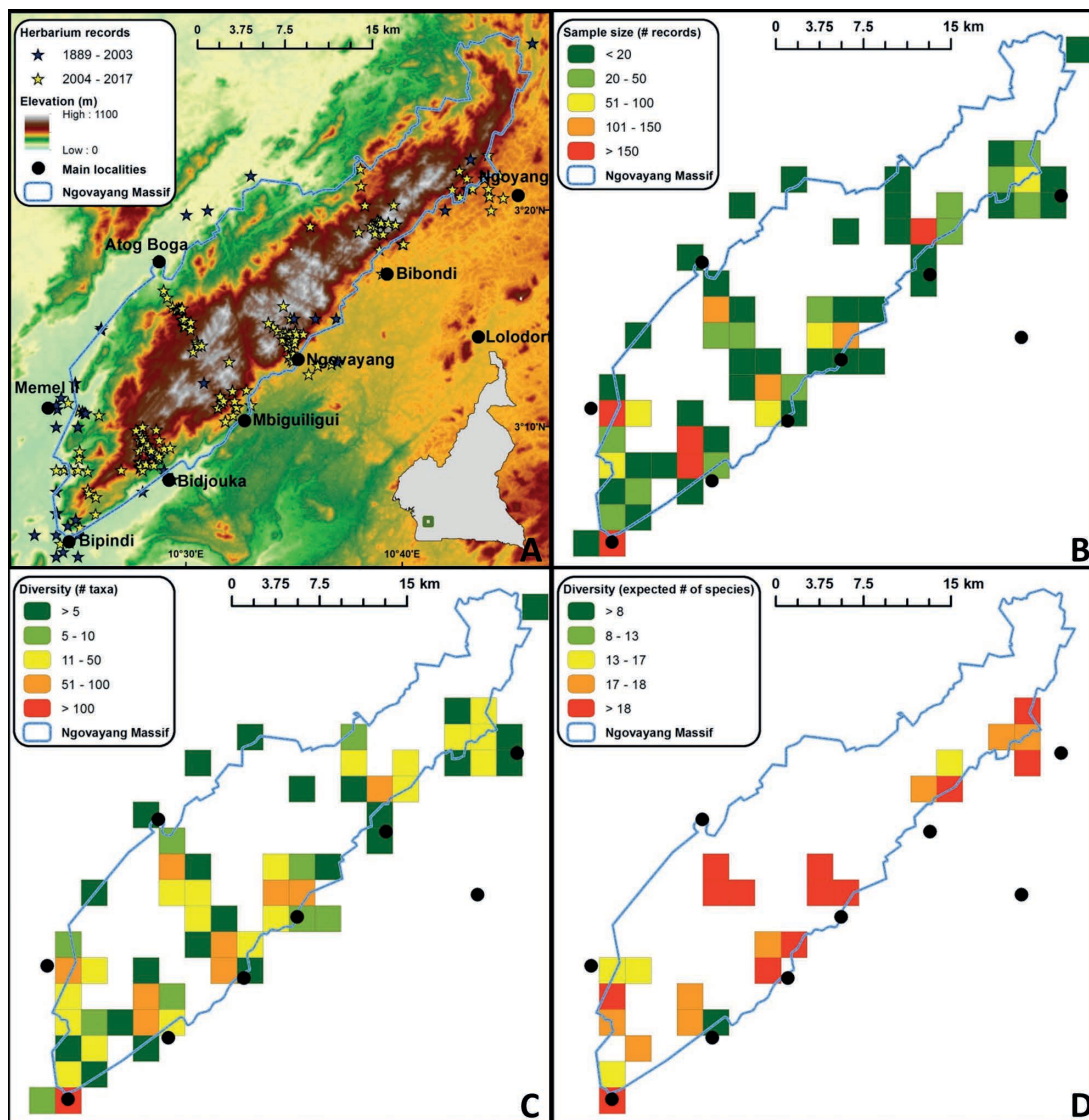 Herbarium records
1889 - 2003
2004 - 2017
Elevation (m)
High : 1100
Low : 0
Main localities
Ngovayang Massif
0 3.75 7.5 15 km
Ngoyang
3°20'N
Atog Boga
Bibondi
Lolodorf
Ngovayang
Memel II
Mbiguiligui
3°10'N
Bidjouka
Bipindi
10°30'E
10°40'E
A
Sample size (# records)
< 20
20 - 50
51 - 100
101 - 150
> 150
Ngovayang Massif
0 3.75 7.5 15 km
B
Diversity (# taxa)
> 5
5 - 10
11 - 50
51 - 100
> 100
Ngovayang Massif
0 3.75 7.5 15 km
C
Diversity (expected # of species)
> 8
8 - 13
13 - 17
17 - 18
> 18
Ngovayang Massif
0 3.75 7.5 15 km
D